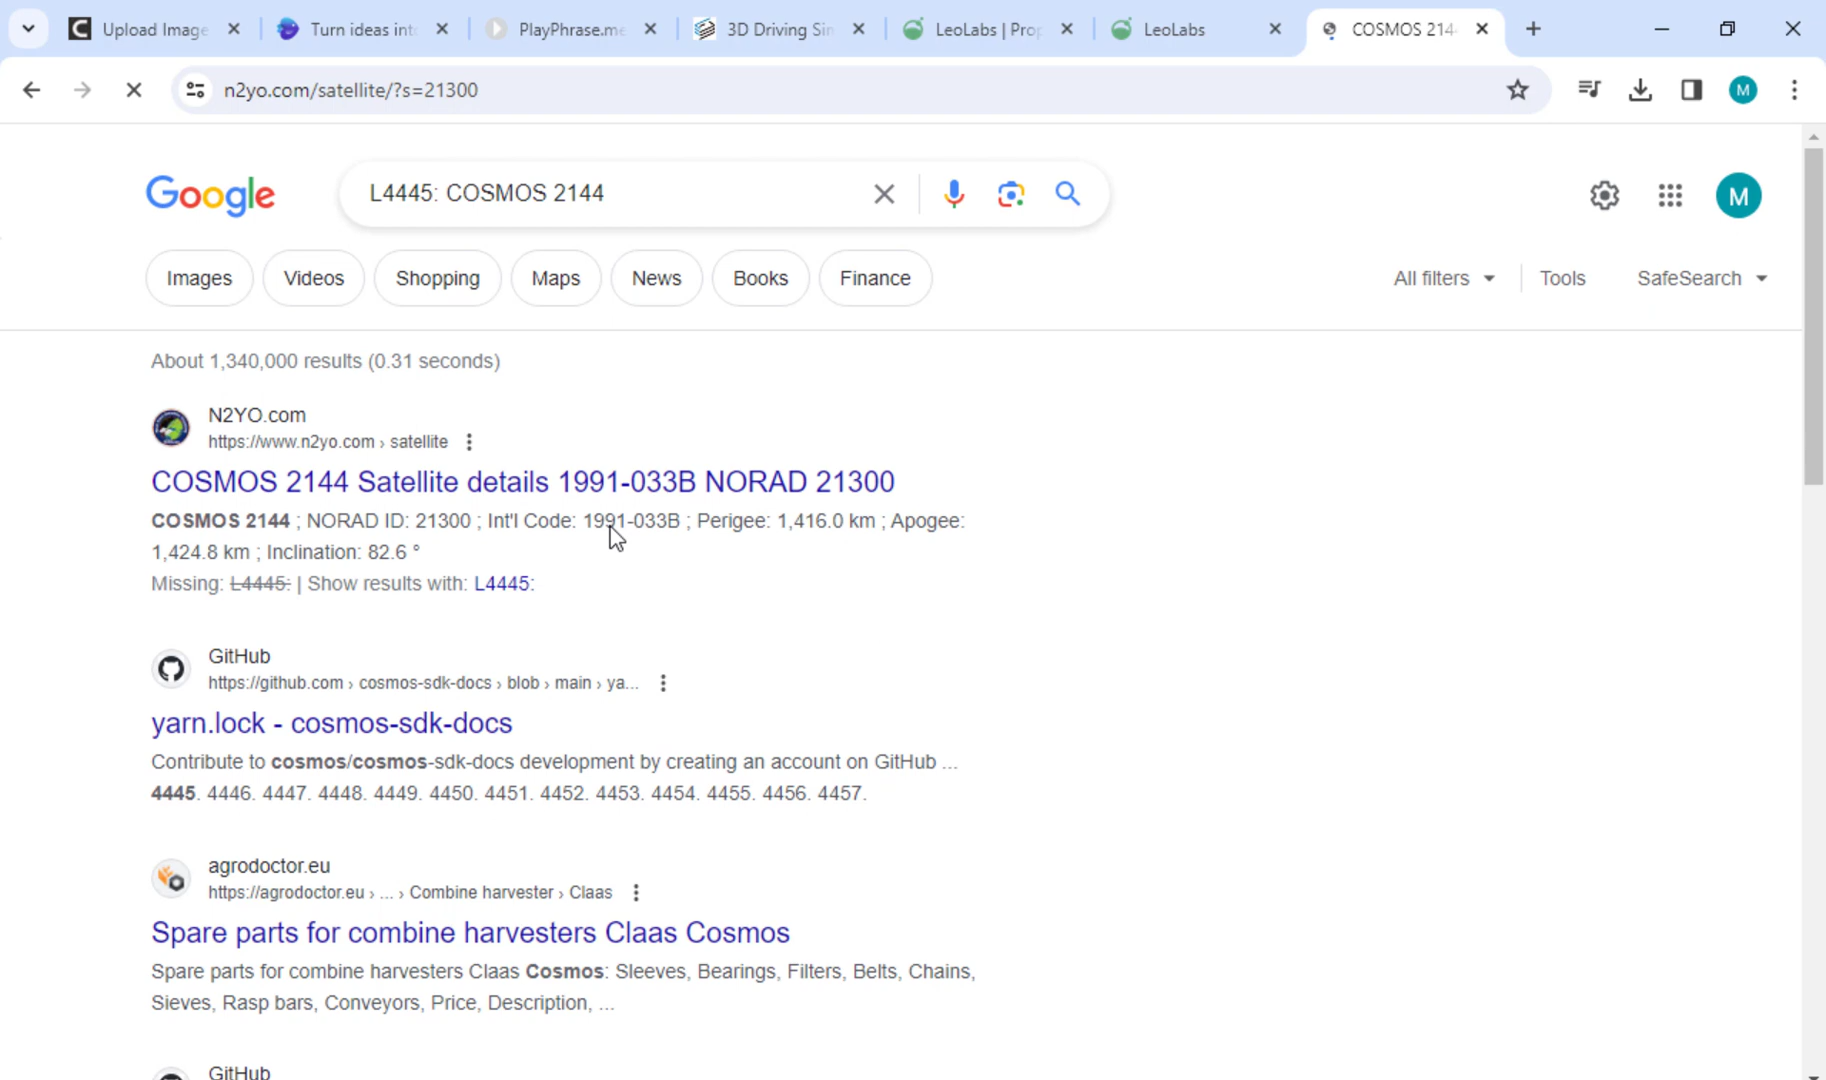 Upload Image
Turn ideas int
PlayPhrase.me
3D Driving Sim
LeoLabs | Prop
LeoLabs
COSMOS 214
n2yo.com/satellite/?s=21300
M
Google
L4445: COSMOS 2144
M
Images
Videos
Shopping
Maps
News
Books
Finance
All filters
Tools
SafeSearch
About 1,340,000 results (0.31 seconds)
N2YO.com
https://www.n2yo.com › satellite
COSMOS 2144 Satellite details 1991-033B NORAD 21300
COSMOS 2144 ; NORAD ID: 21300 ; Int'l Code: 1991-033B ; Perigee: 1,416.0 km ; Apogee:
1,424.8 km ; Inclination: 82.6 °
Missing: L4445: | Show results with: L4445:
GitHub
https://github.com › cosmos-sdk-docs › blob › main › ya...
yarn.lock - cosmos-sdk-docs
Contribute to cosmos/cosmos-sdk-docs development by creating an account on GitHub ...
4445. 4446. 4447. 4448. 4449. 4450. 4451. 4452. 4453. 4454. 4455. 4456. 4457.
agrodoctor.eu
https://agrodoctor.eu › ... › Combine harvester › Claas
Spare parts for combine harvesters Claas Cosmos
Spare parts for combine harvesters Claas Cosmos: Sleeves, Bearings, Filters, Belts, Chains,
Sieves, Rasp bars, Conveyors, Price, Description, ...
GitHub